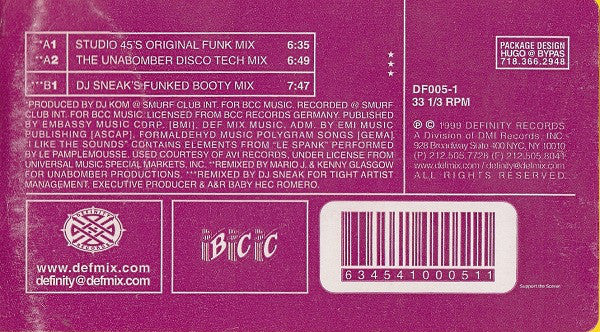 **A1 STUDIO 45'S ORIGINAL FUNK MIX 6:35
**A2 THE UNABOMBER DISCO TECH MIX 6:49
***B1 DJ SNEAK'S FUNKED BOOTY MIX 7:47
*PRODUCED BY DJ KOM @ SMURF CLUB INT. FOR BCC MUSIC. RECORDED @ SMURF
CLUB INT. FOR BCC MUSIC: LICENSED FROM BCC RECORDS GERMANY. PUBLISHED
BY EMBASSY MUSIC CORP. [BMI]. DEF MIX MUSIC. ADM. BY EMI MUSIC
PUBLISHING [ASCAP]. FORMALDEHYD MUSIC POLYGRAM SONGS [GEMA].
"I LIKE THE SOUNDS" CONTAINS ELEMENTS FROM "LE SPANK" PERFORMED
BY LE PAMPLEMOUSSE. USED COURTESY OF AVI RECORDS, UNDER LICENSE FROM
UNIVERSAL MUSIC SPECIAL MARKETS, INC. **REMIXED BY MARIO J. & KENNY GLASGOW
FOR UNABOMBER PRODUCTIONS. ***REMIXED BY DJ SNEAK FOR TIGHT ARTIST
MANAGEMENT. EXECUTIVE PRODUCER & A&R BABY HEC ROMERO.
PACKAGE DESIGN
HUGO @ BYPAS
718.366.2948
DF005-1
33 1/3 RPM
℗ © 1999 DEFINITY RECORDS
A Division of DMI Records, INC.
928 Broadway State 400 NYC, NY 10010
(P) 212.505.7728 (F) 212.505.8041
www.defmix.com / definity@defmix.com
DEFINITY
RECORDS
www.defmix.com
definity@defmix.com
BCC
634541000511
Support the Scene